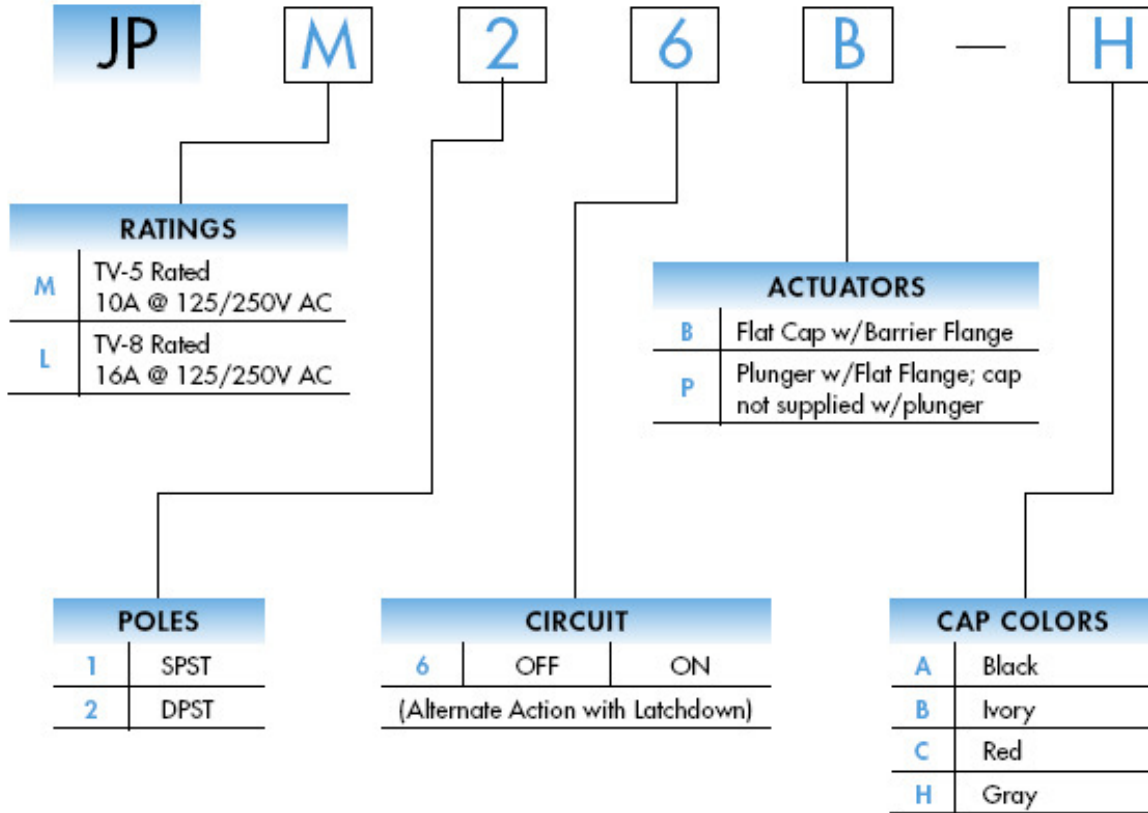 JP M 2 6 B — H
RATINGS
M TV-5 Rated
10A @ 125/250V AC
L TV-8 Rated
16A @ 125/250V AC
ACTUATORS
B Flat Cap w/Barrier Flange
P Plunger w/Flat Flange; cap
not supplied w/plunger
POLES
1 SPST
2 DPST
CIRCUIT
6 OFF ON
(Alternate Action with Latchdown)
CAP COLORS
A Black
B Ivory
C Red
H Gray